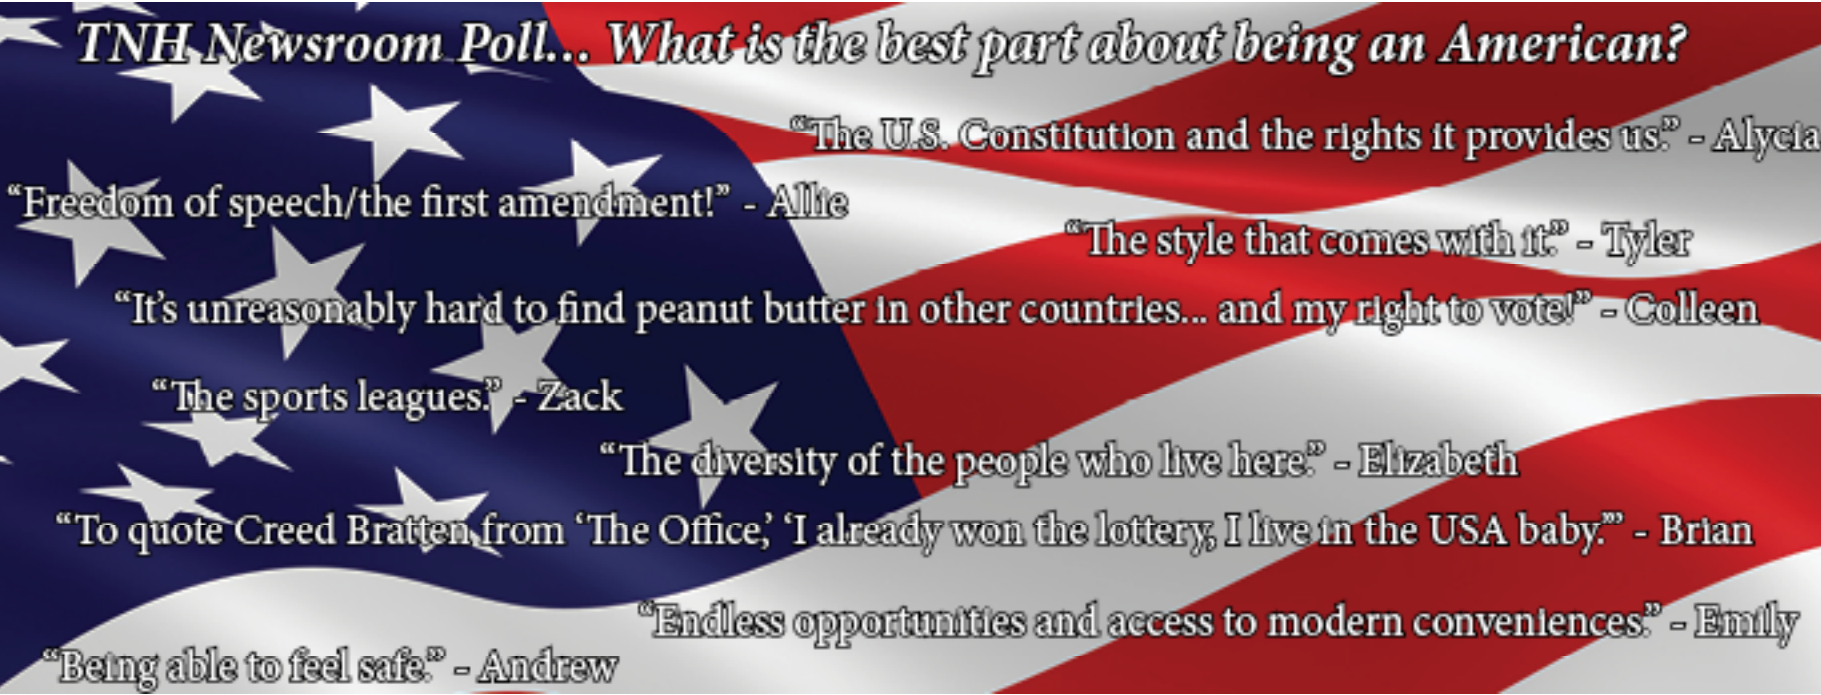 TNH Newsroom Poll... What is the best part about being an American?
“The U.S. Constitution and the rights it provides us.” - Alycia
“Freedom of speech/the first amendment!” - Allie
“The style that comes with it.” - Tyler
“It’s unreasonably hard to find peanut butter in other countries... and my right to vote!” - Colleen
“The sports leagues.” - Zack
“The diversity of the people who live here.” - Elizabeth
“To quote Creed Bratten from ‘The Office,’ ‘I already won the lottery, I live in the USA baby.’” - Brian
“Endless opportunities and access to modern conveniences.” - Emily
“Being able to feel safe.” - Andrew